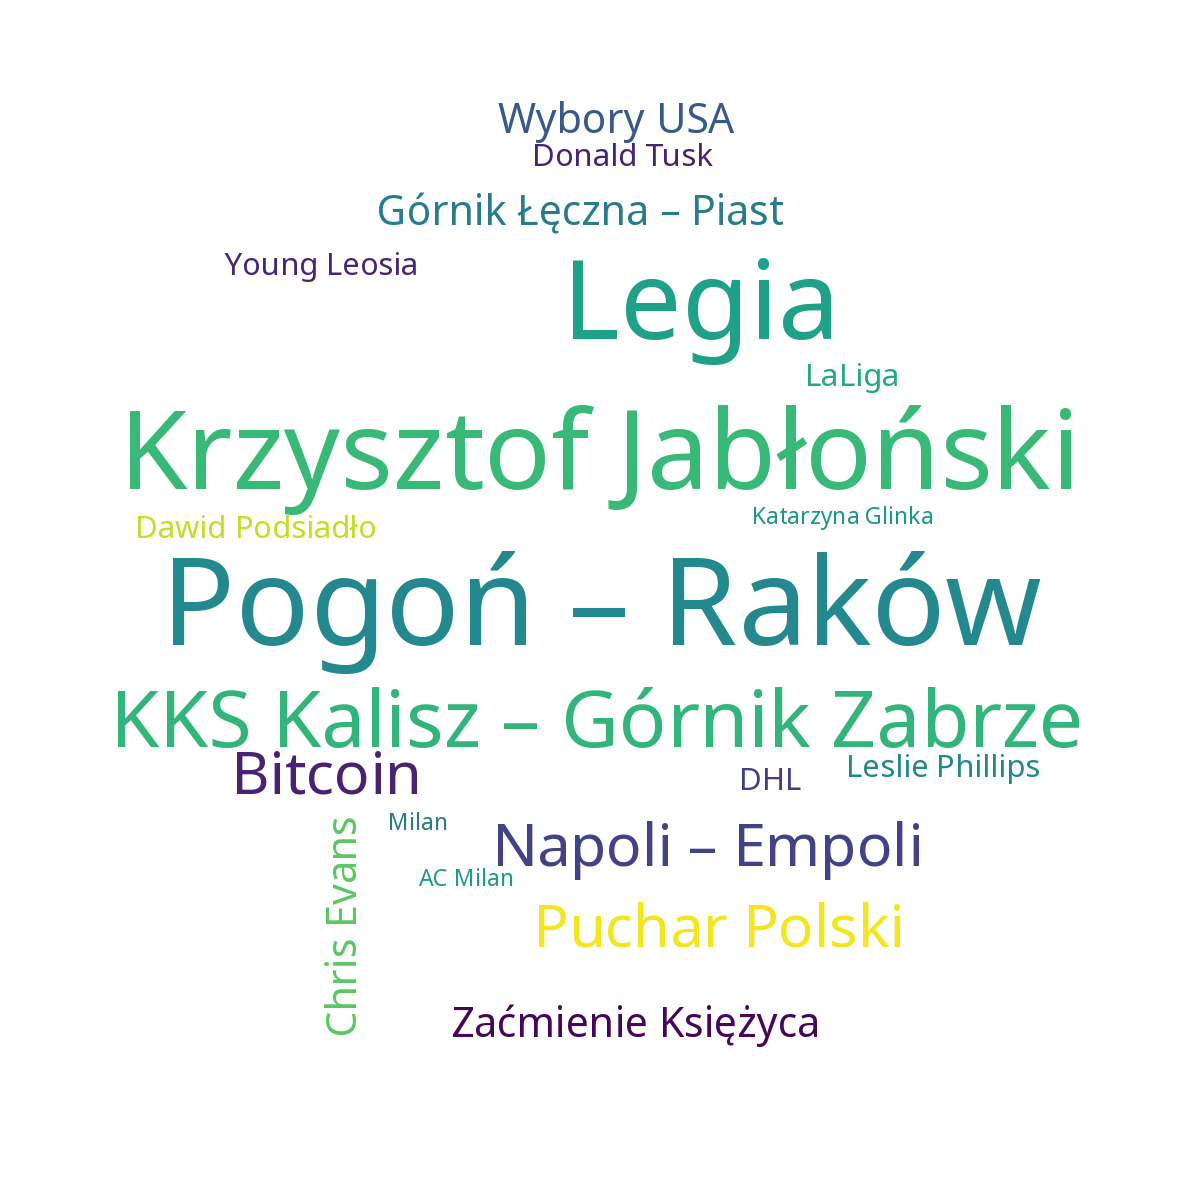 Wybory USA
Donald Tusk
Górnik Łęczna – Piast
Young Leosia
Legia
LaLiga
Krzysztof Jabłoński
Katarzyna Glinka
Dawid Podsiadło
Pogoń – Raków
KKS Kalisz – Górnik Zabrze
Bitcoin
DHL
Leslie Phillips
Milan
Napoli – Empoli
AC Milan
Chris Evans
Puchar Polski
Zaćmienie Księżyca